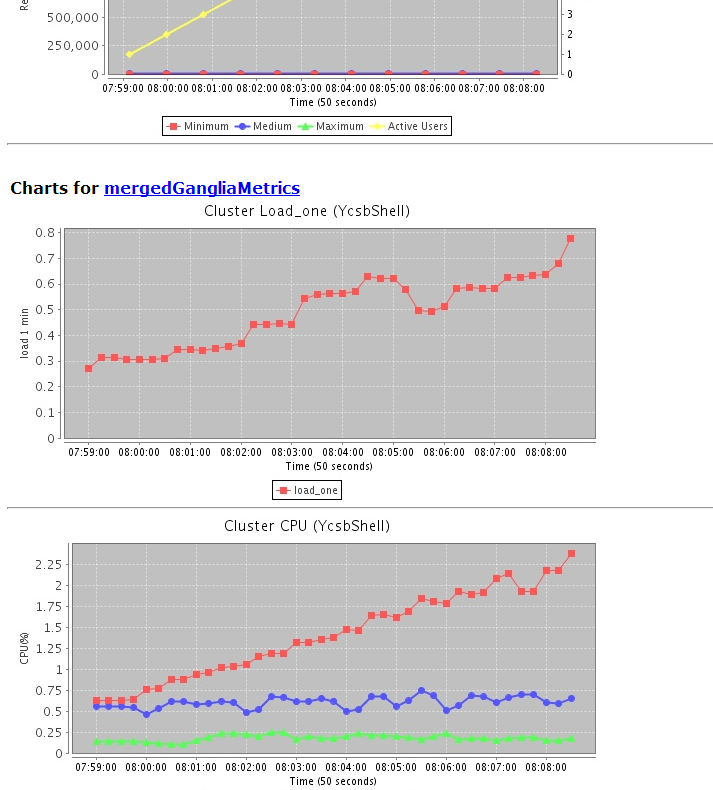 Re
500,000
250,000
0
3
2
1
0
07:59:00 08:00:00 08:01:00 08:02:00 08:03:00 08:04:00 08:05:00 08:06:00 08:07:00 08:08:00
Time (50 seconds)
Minimum Medium Maximum Active Users
Charts for mergedGangliaMetrics
Cluster Load_one (YcsbShell)
load 1 min
0.8
0.7
0.6
0.5
0.4
0.3
0.2
0.1
0
07:59:00 08:00:00 08:01:00 08:02:00 08:03:00 08:04:00 08:05:00 08:06:00 08:07:00 08:08:00
Time (50 seconds)
load_one
Cluster CPU (YcsbShell)
CPU(%)
2.25
2
1.75
1.5
1.25
1
0.75
0.5
0.25
0
07:59:00 08:00:00 08:01:00 08:02:00 08:03:00 08:04:00 08:05:00 08:06:00 08:07:00 08:08:00
Time (50 seconds)